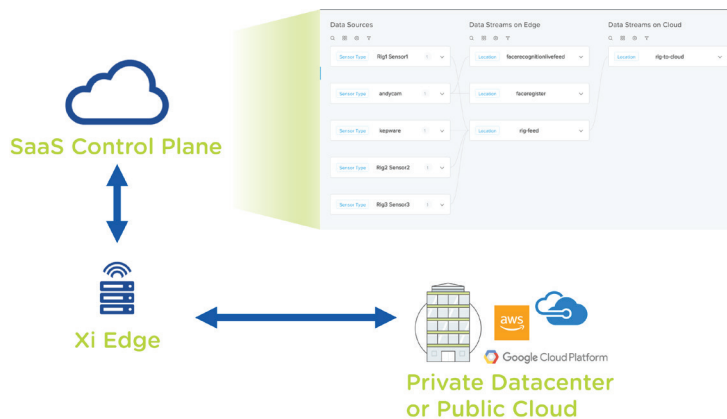 Data Sources
Data Streams on Edge
Data Streams on Cloud
Sensor Type Rig1 Sensor1
Location facerecognitionlivefeed
Location rig-to-cloud
Sensor Type andycam
Location faceregister
Sensor Type kepware
Location rig-feed
Sensor Type Rig2 Sensor2
Sensor Type Rig3 Sensor3
SaaS Control Plane
Xi Edge
aws
Google Cloud Platform
Private Datacenter
or Public Cloud